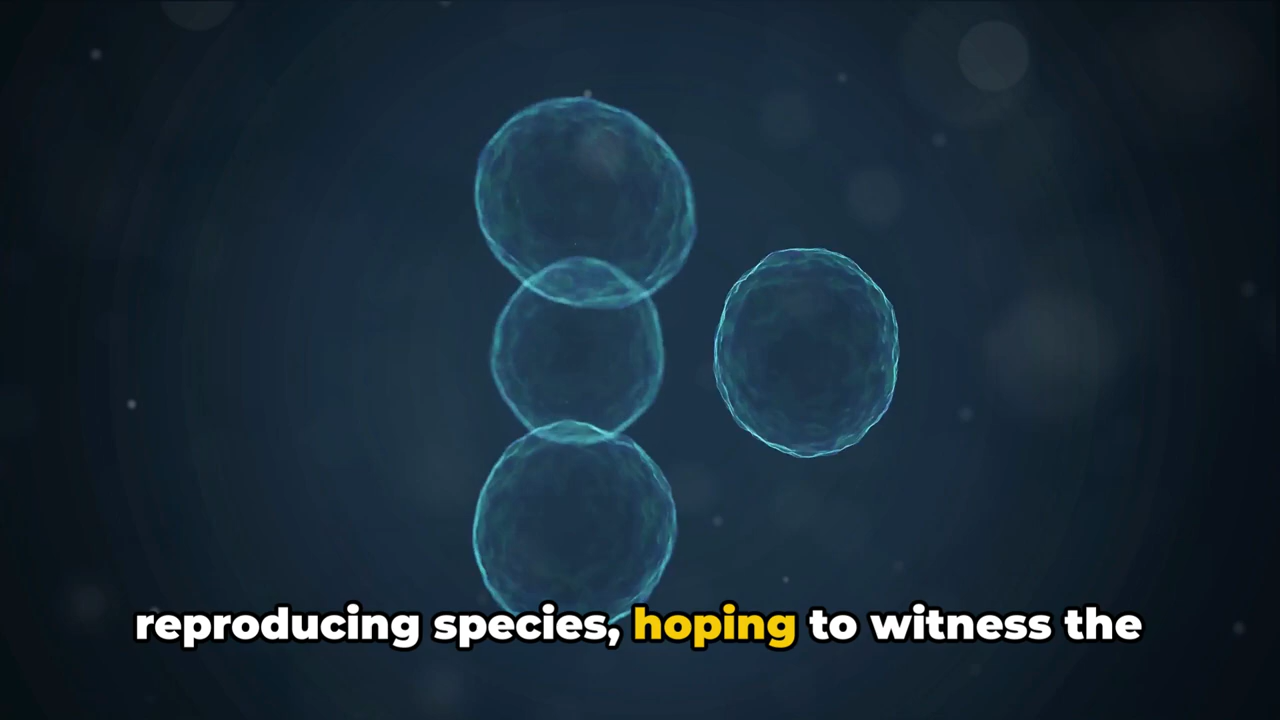 reproducing species, hoping to witness the